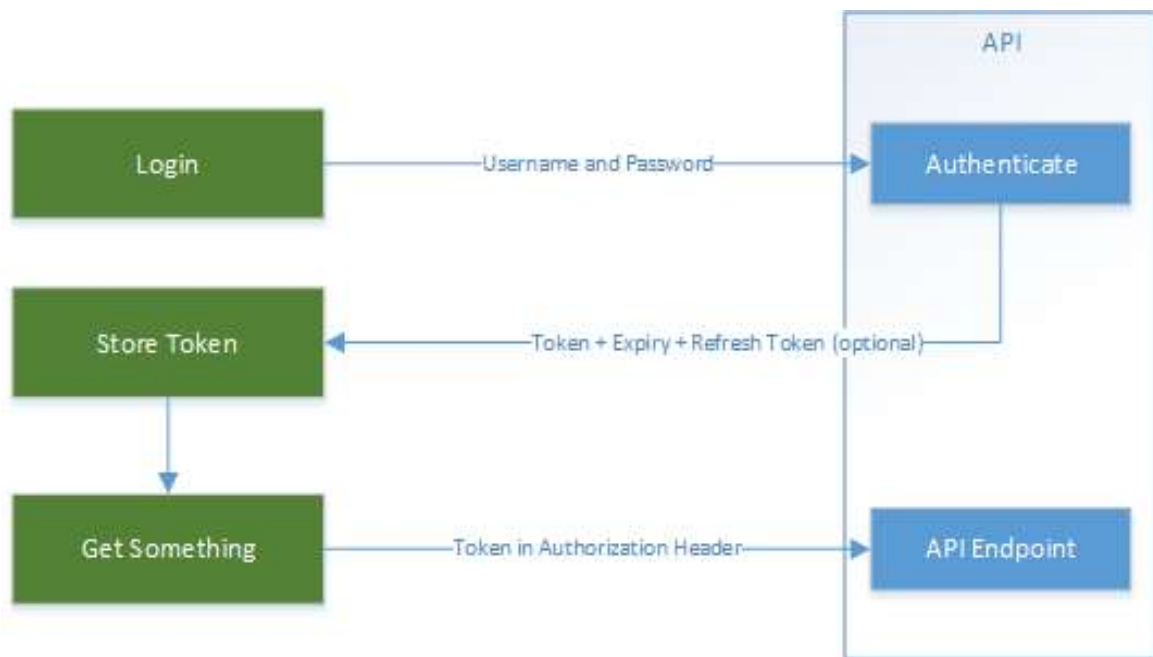 API
Login
Username and Password
Authenticate
Store Token
Token + Expiry + Refresh Token (optional)
Get Something
Token in Authorization Header
API Endpoint